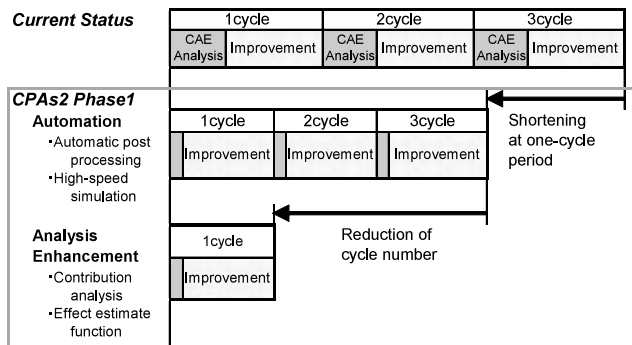 Current Status
1cycle 2cycle 3cycle
CAE Analysis Improvement CAE Analysis Improvement CAE Analysis Improvement
CPAs2 Phase1
Automation
・Automatic post
processing
・High-speed
simulation
1cycle 2cycle 3cycle
Improvement Improvement Improvement
Shortening
at one-cycle
period
Analysis
Enhancement
・Contribution
analysis
・Effect estimate
function
1cycle
Improvement
Reduction of
cycle number